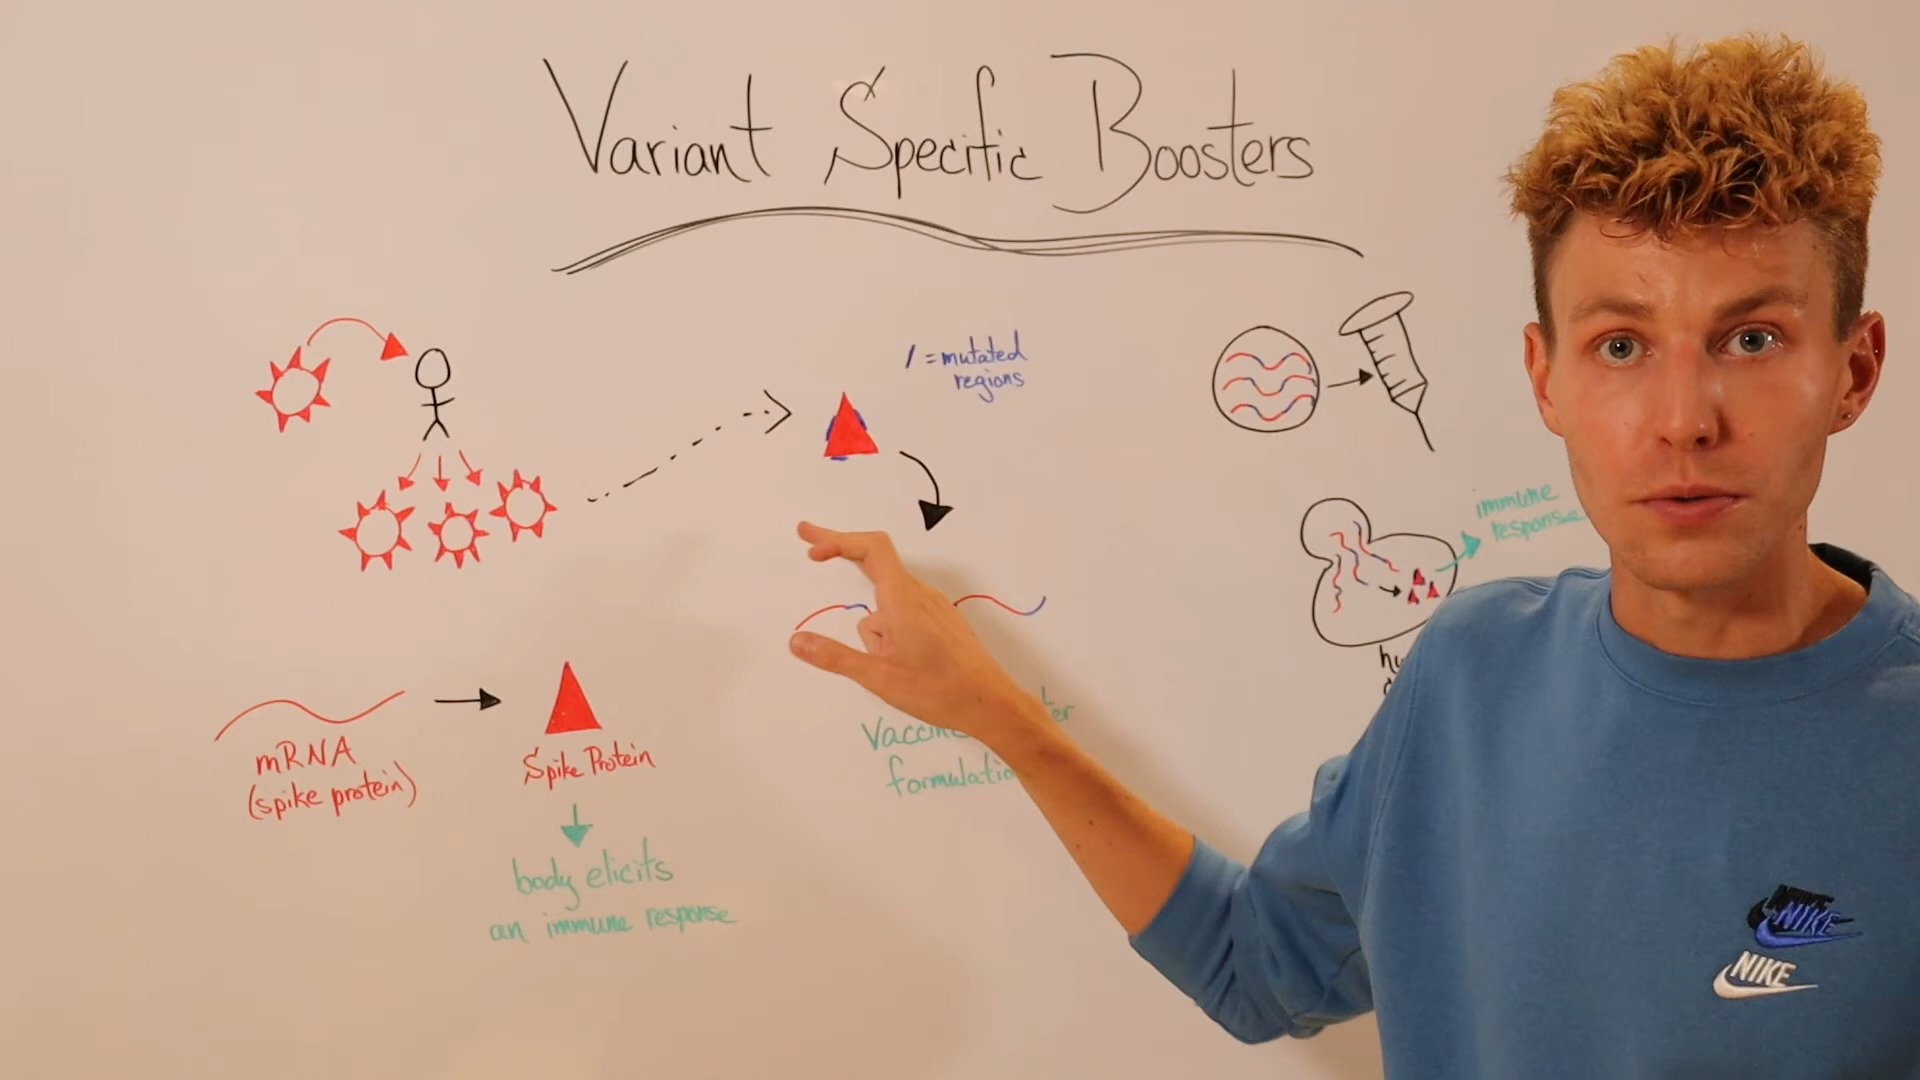 Variant Specific Boosters
/ = mutated
regions
immune
response
mRNA
(spike protein)
Spike Protein
body elicits
an immune response
NIKE
NIKE